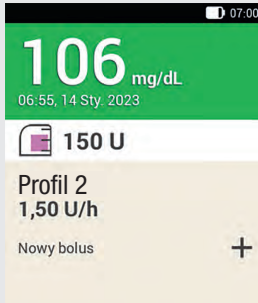 07:00
106 mg/dL
06:55, 14 Sty. 2023
150 U
Profil 2
1,50 U/h
Nowy bolus +